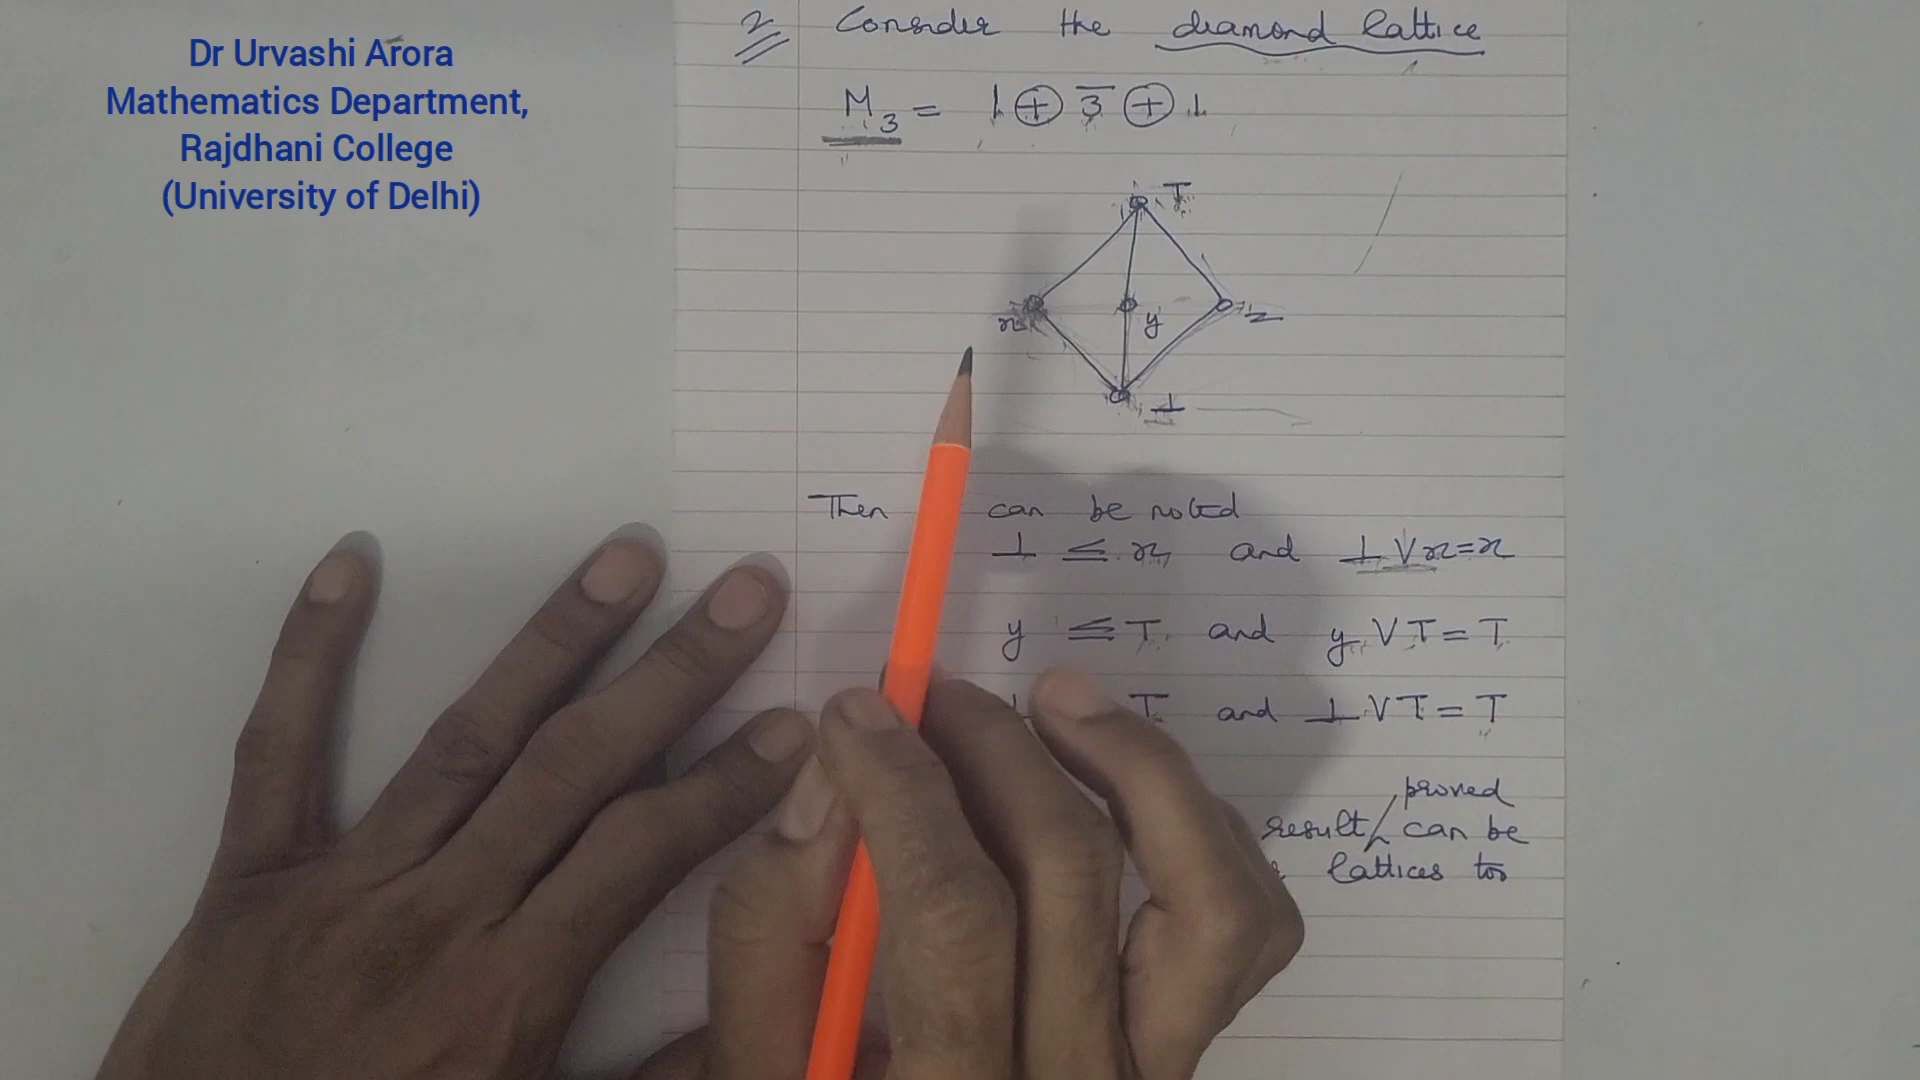 Dr Urvashi Arora
Mathematics Department,
Rajdhani College
(University of Delhi)
2 Consider the diamond lattice
M₃ = 1 ⊕ 3̅ ⊕ 1
T
x y z
⊥
Then can be noted
⊥ ≤ x and ⊥ ∨ x = x
y ≤ T and y ∨ T = T
⊥ T and ⊥ ∨ T = T
proved
result / can be
lattices too